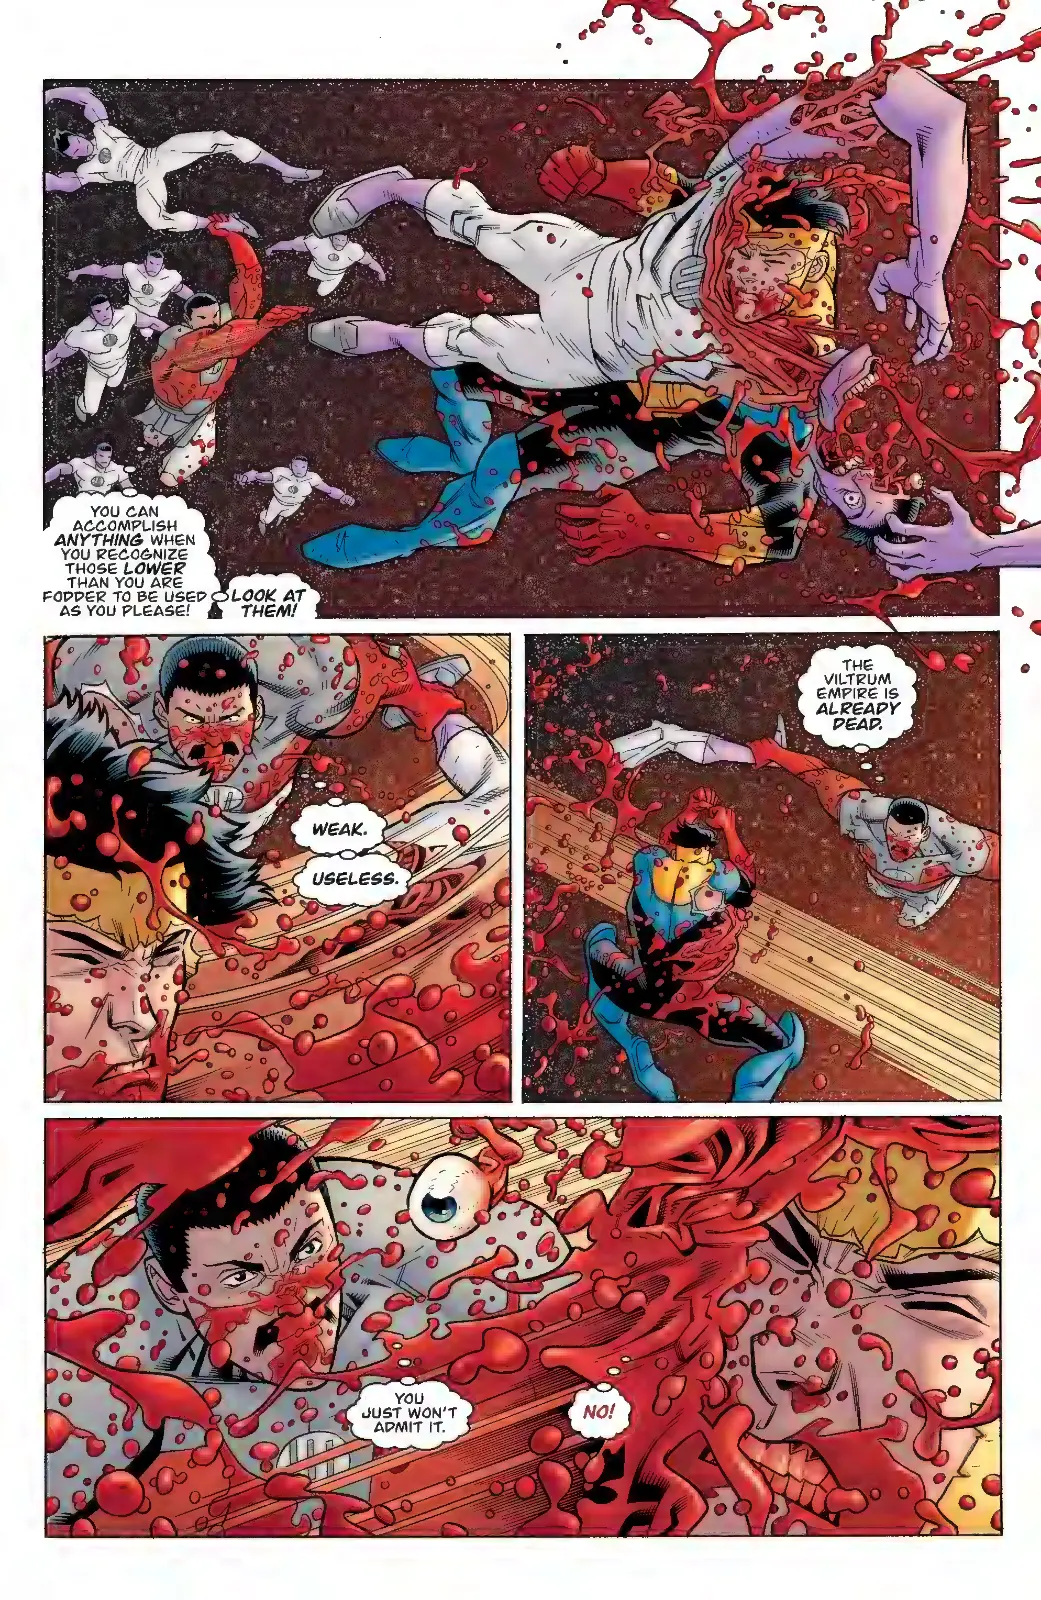 YOU CAN
ACCOMPLISH
ANYTHING WHEN
YOU RECOGNIZE
THOSE LOWER
THAN YOU ARE
FODDER TO BE USED
AS YOU PLEASE!
LOOK AT
THEM!
WEAK.
USELESS.
THE
VILTRUM
EMPIRE IS
ALREADY
DEAD.
YOU
JUST WON'T
ADMIT IT.
NO!